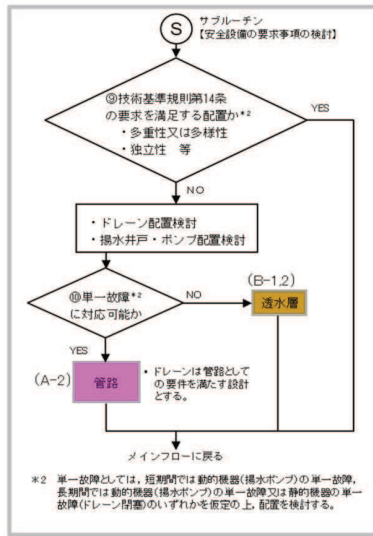 S
サブルーチン
【安全設備の要求事項の検討】
⑨技術基準規則第14条
の要求を満足する配置か*2
・多重性又は多様性
・独立性 等
YES
NO
・ドレーン配置検討
・揚水井戸・ポンプ配置検討
⑩単一故障*2
に対応可能か
NO
(B-1,2)
透水層
YES
(A-2)
管路
・ドレーンは管路として
の要件を満たす設計
とする。
メインフローに戻る
*2 単一故障としては，短期間では動的機器(揚水ポンプ)の単一故障，
長期間では動的機器(揚水ポンプ)の単一故障又は静的機器の単一
故障(ドレーン閉塞)のいずれかを仮定の上，配置を検討する。